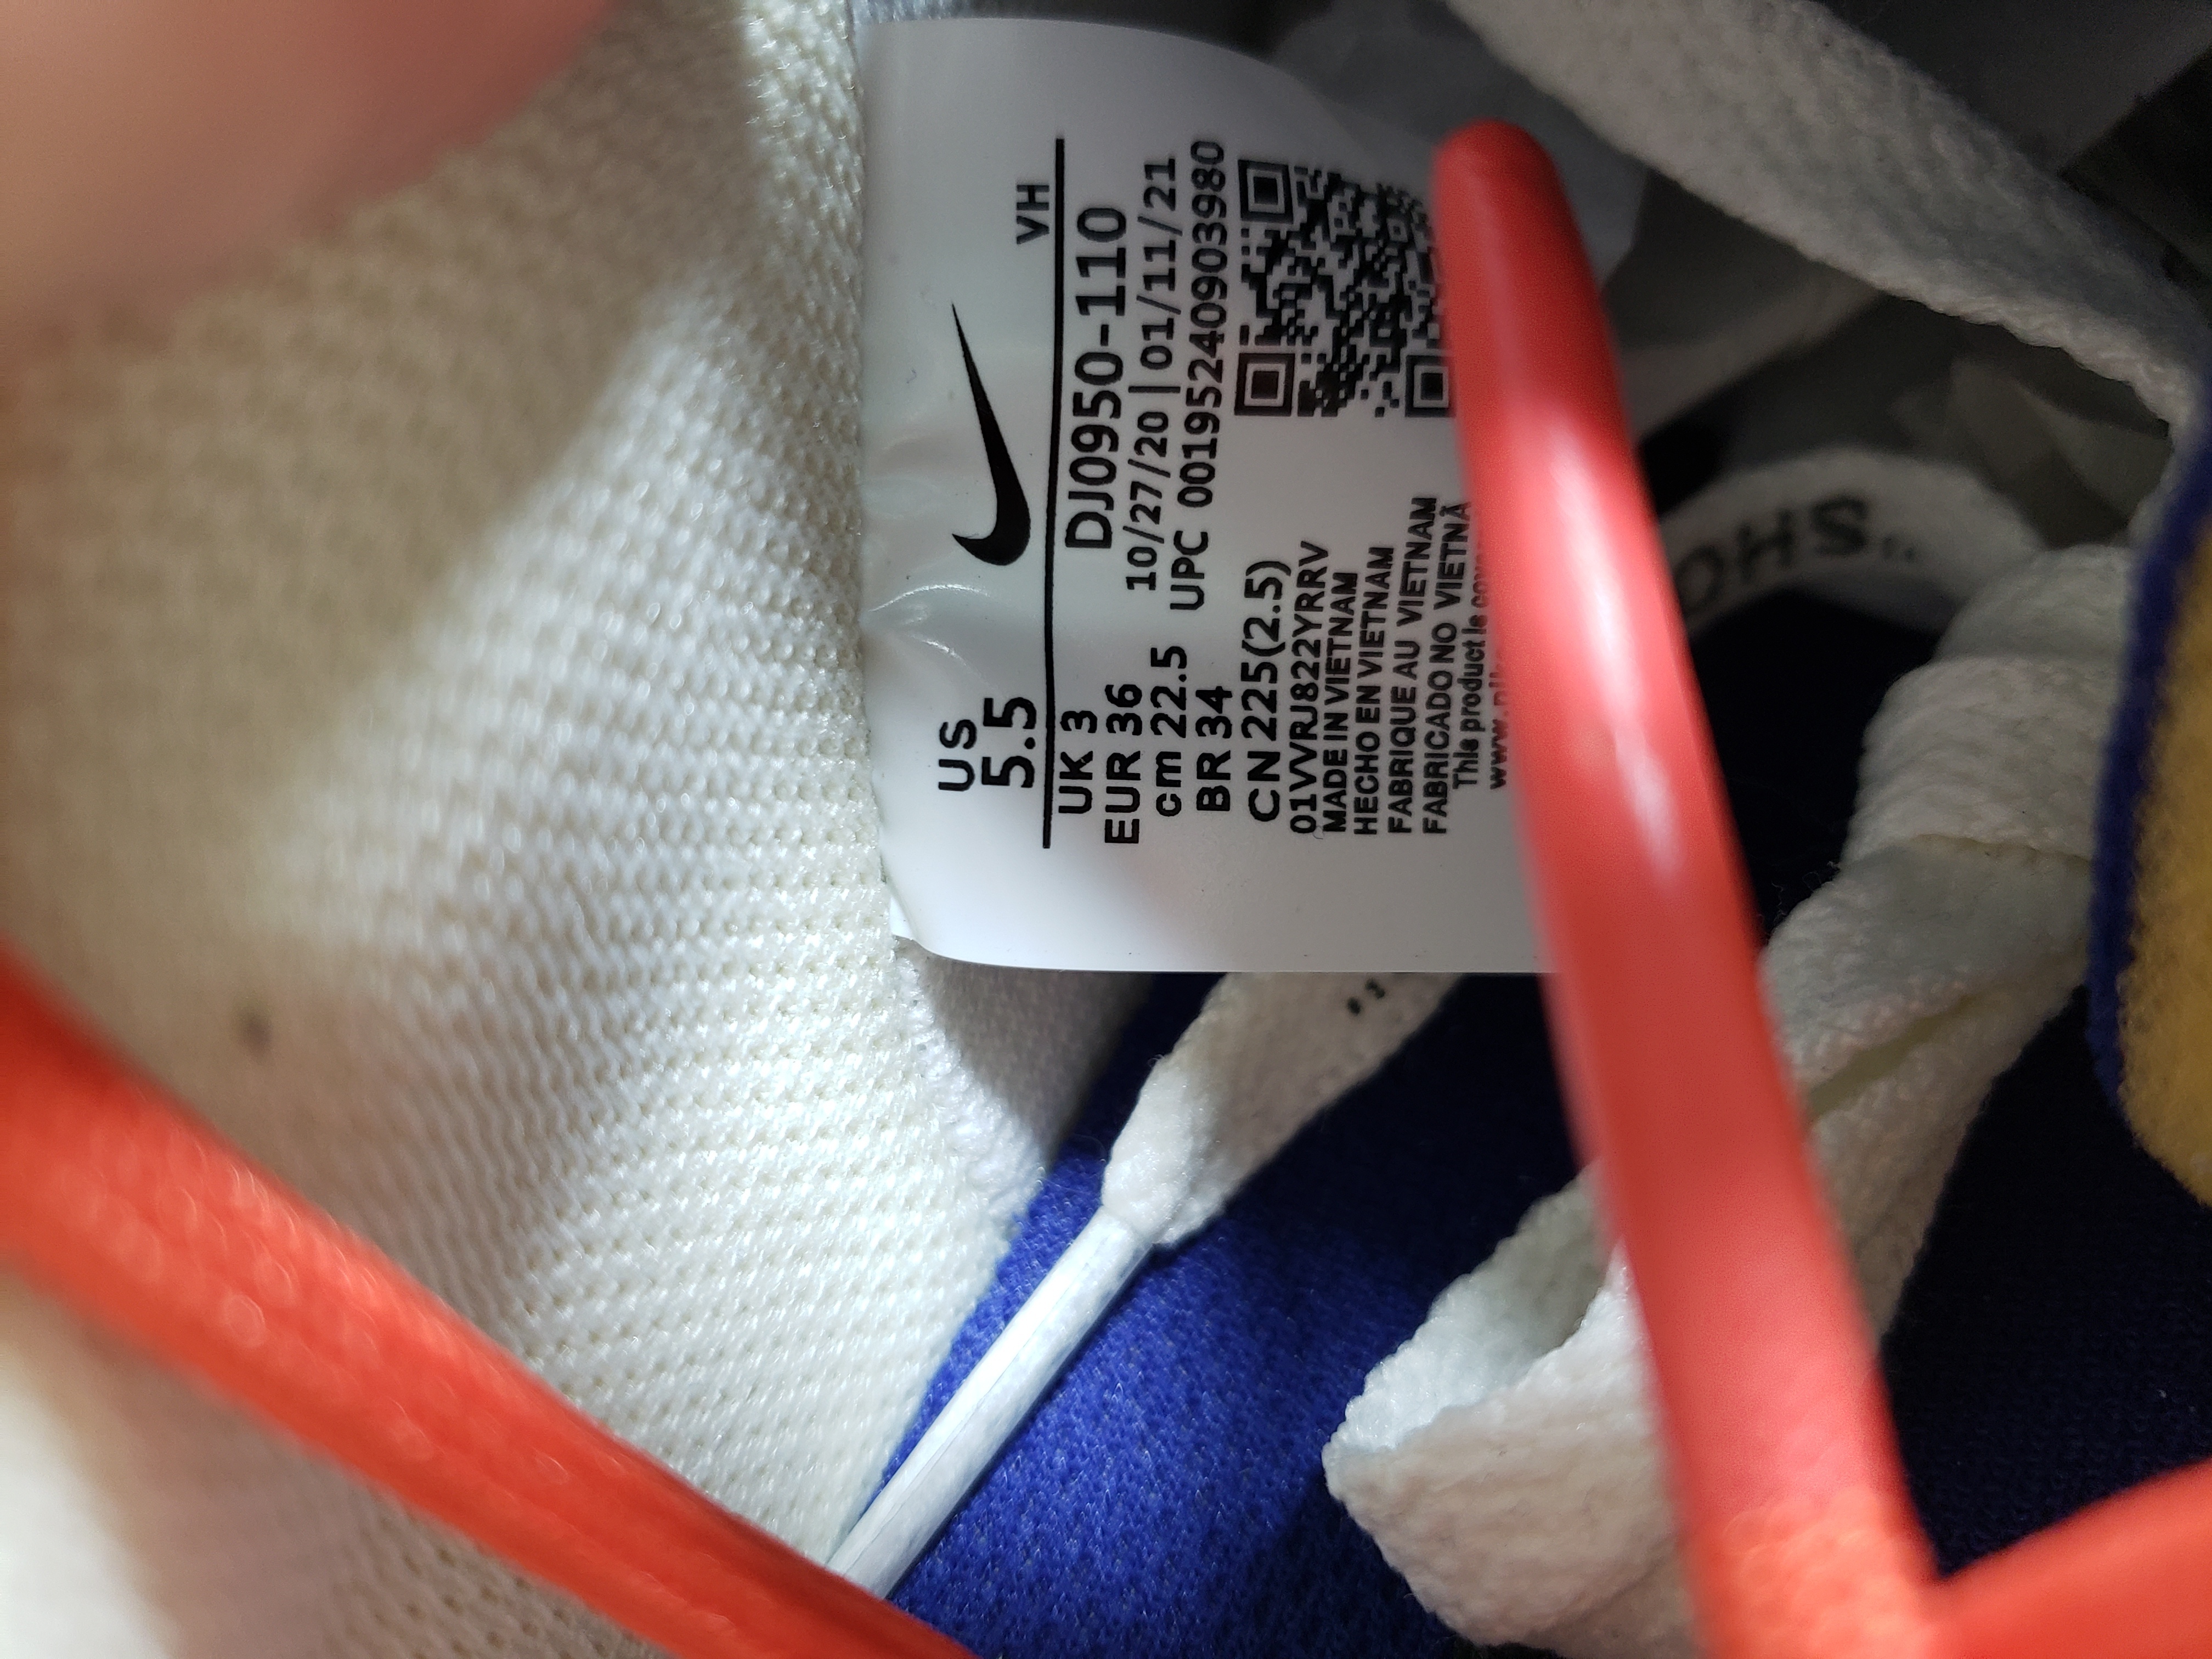 US
5.5
VH
UK 3
EUR 36
cm 22.5
BR 34
CN 225(2.5)
DJ0950-110
10/27/20 | 01/11/21
UPC 00195240903980
01VVRJ822YRRV
MADE IN VIETNAM
HECHO EN VIETNAM
FABRIQUE AU VIETNAM
FABRICADO NO VIETNÃ
This product is